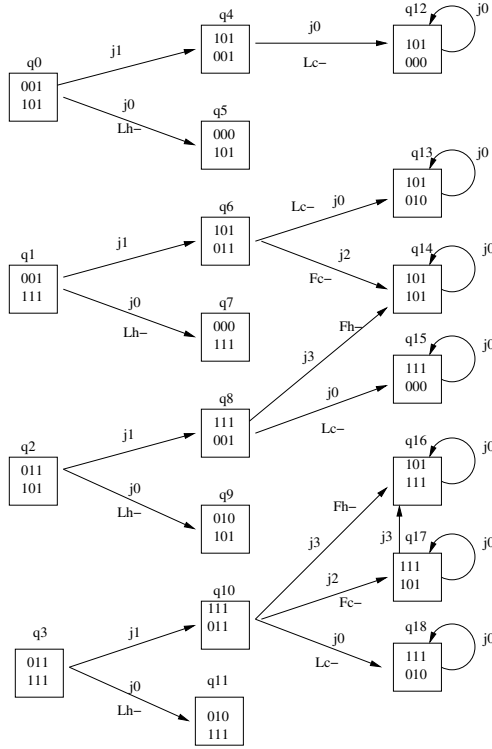 q4
q12
j0
101
001
j1
j0
101
000
q0
Lc−
001
101
j0
Lh−
q5
000
101
q13
j0
q6
Lc−
j0
101
010
j1
101
011
q1
j2
q14
j0
001
111
Fc−
101
101
j0
Lh−
q7
000
111
Fh−
q15
j0
j3
111
000
q8
j0
j1
111
001
Lc−
q2
q16
j0
011
101
101
111
j0
Lh−
q9
Fh−
010
101
j3
j3
q17
j0
q10
j2
111
101
111
011
Fc−
q3
j1
j0
q18
j0
011
111
Lc−
111
010
j0
q11
Lh−
010
111